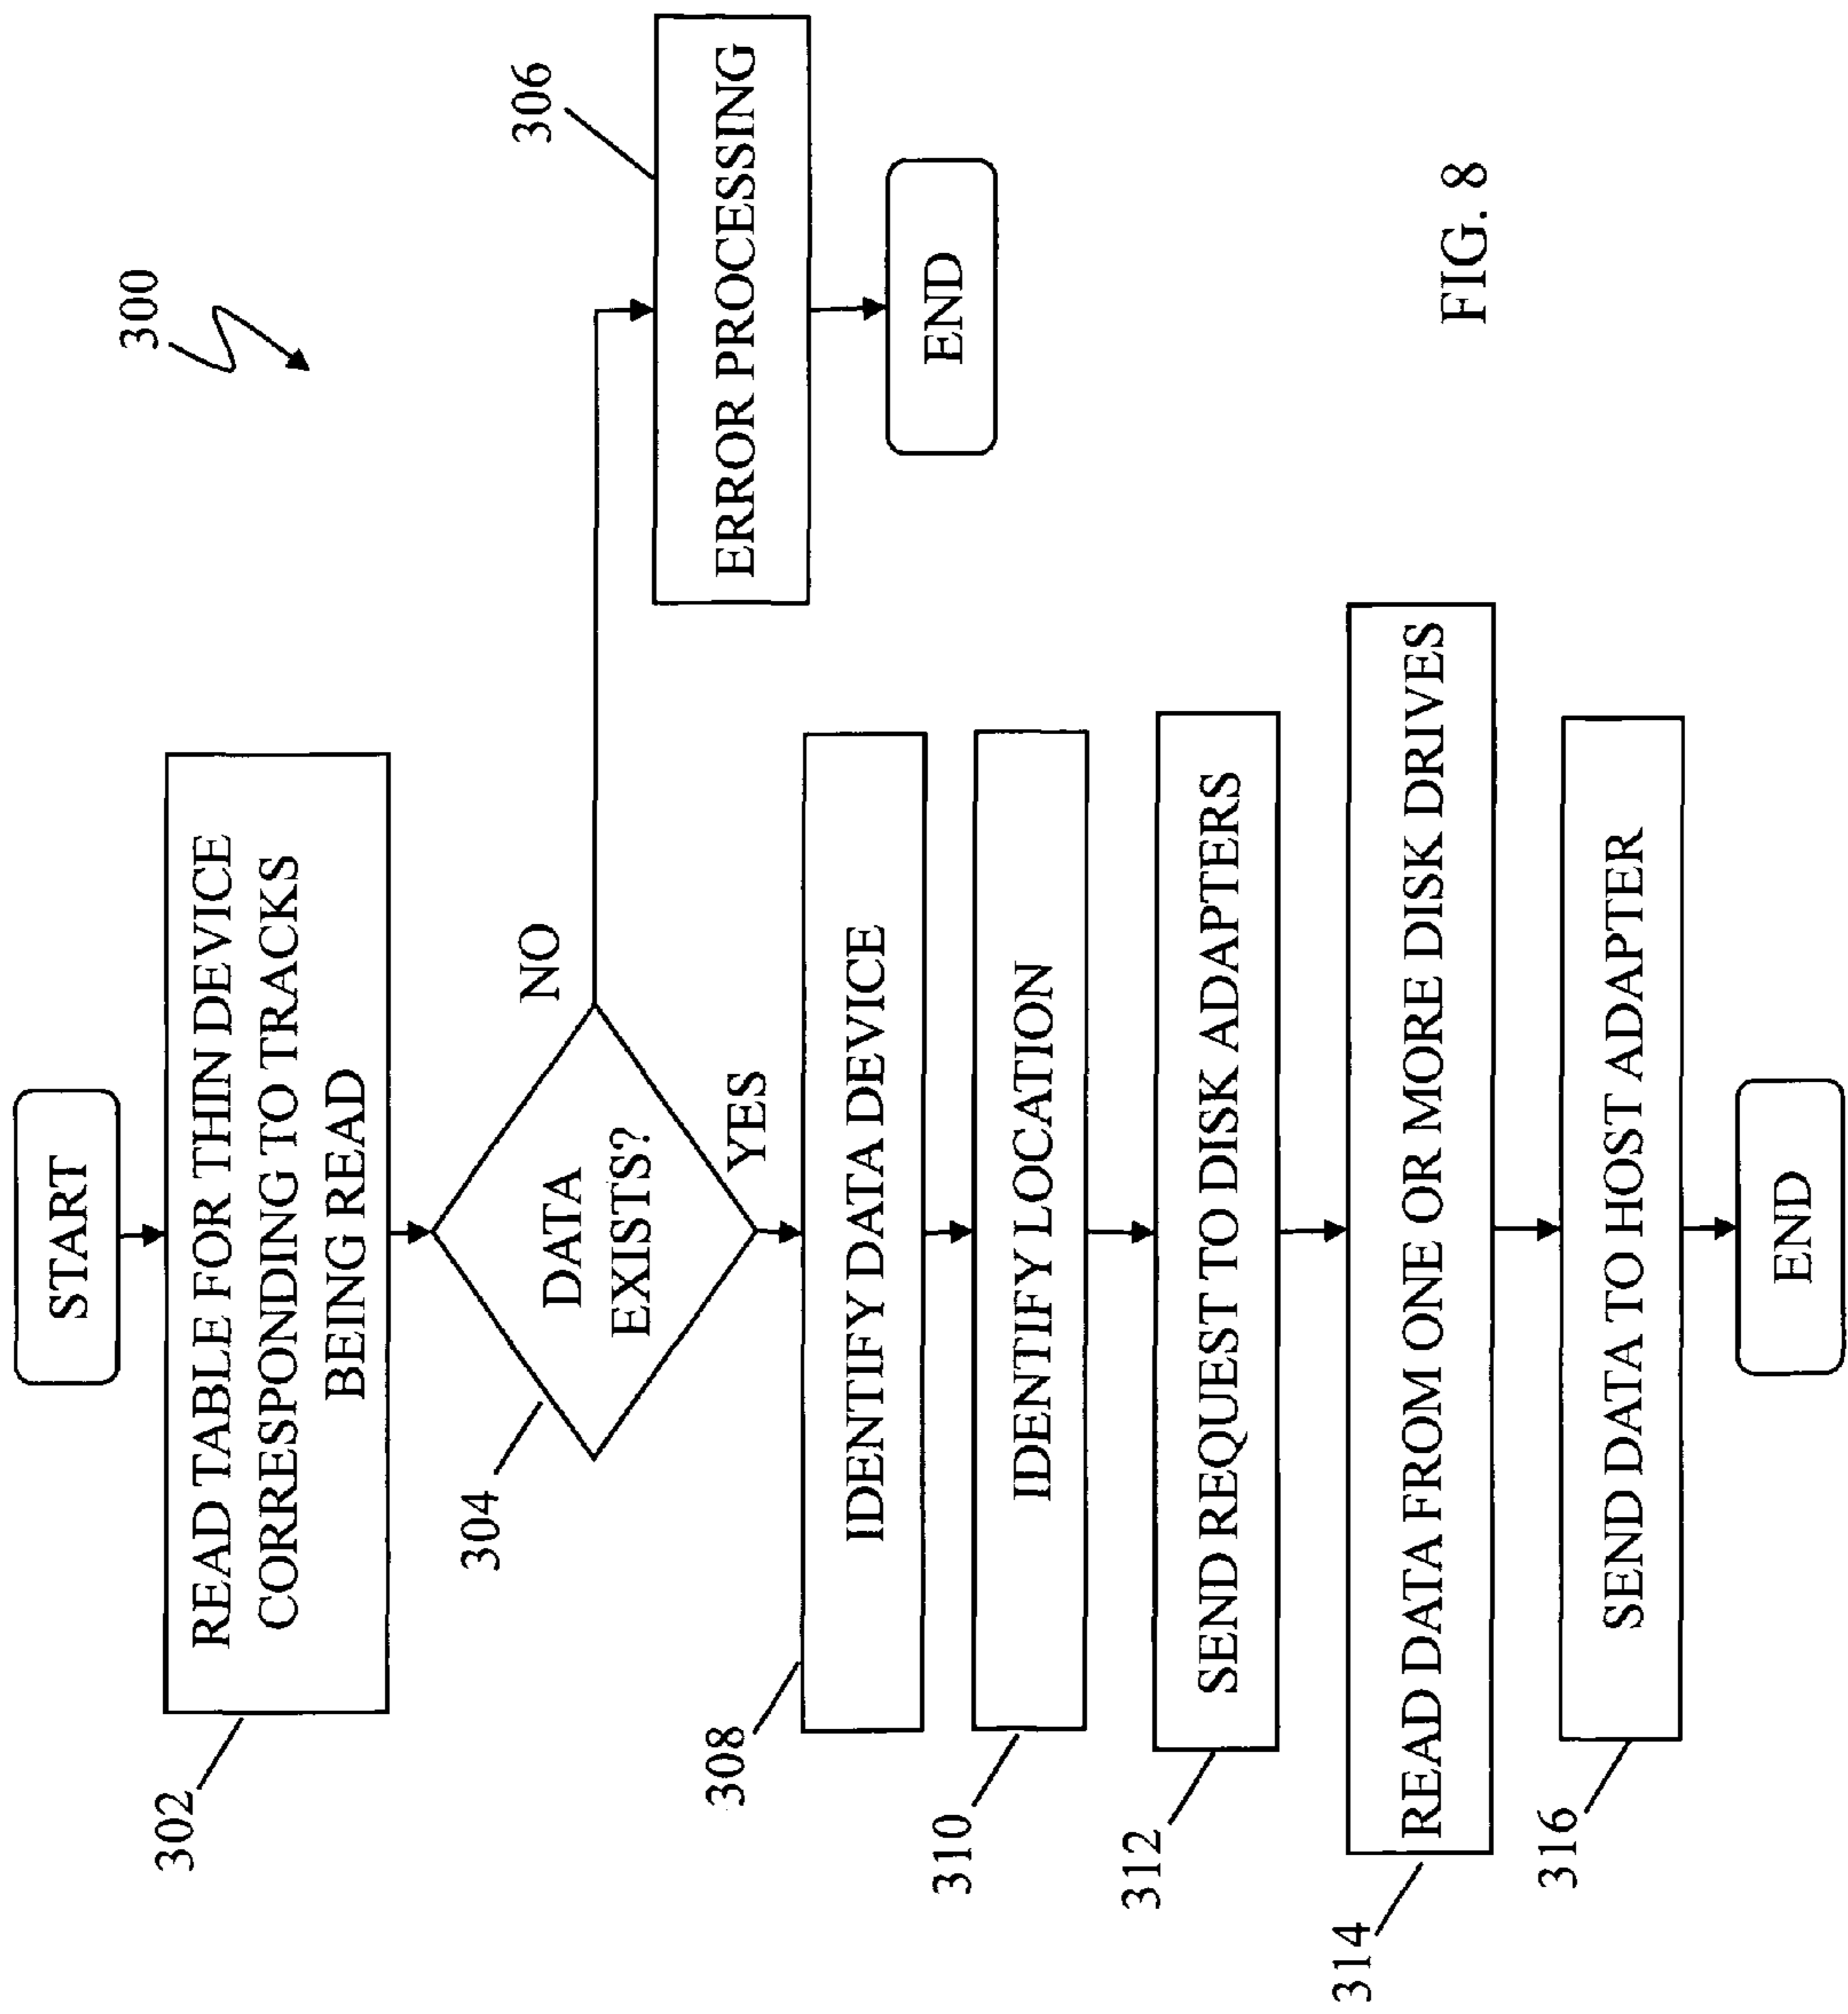 300
START
302
READ TABLE FOR THIN DEVICE
CORRESPONDING TO TRACKS
BEING READ
304
DATA
EXISTS?
NO
306
ERROR PROCESSING
END
YES
308
IDENTIFY DATA DEVICE
310
IDENTIFY LOCATION
312
SEND REQUEST TO DISK ADAPTERS
314
READ DATA FROM ONE OR MORE DISK DRIVES
316
SEND DATA TO HOST ADAPTER
END
FIG. 8